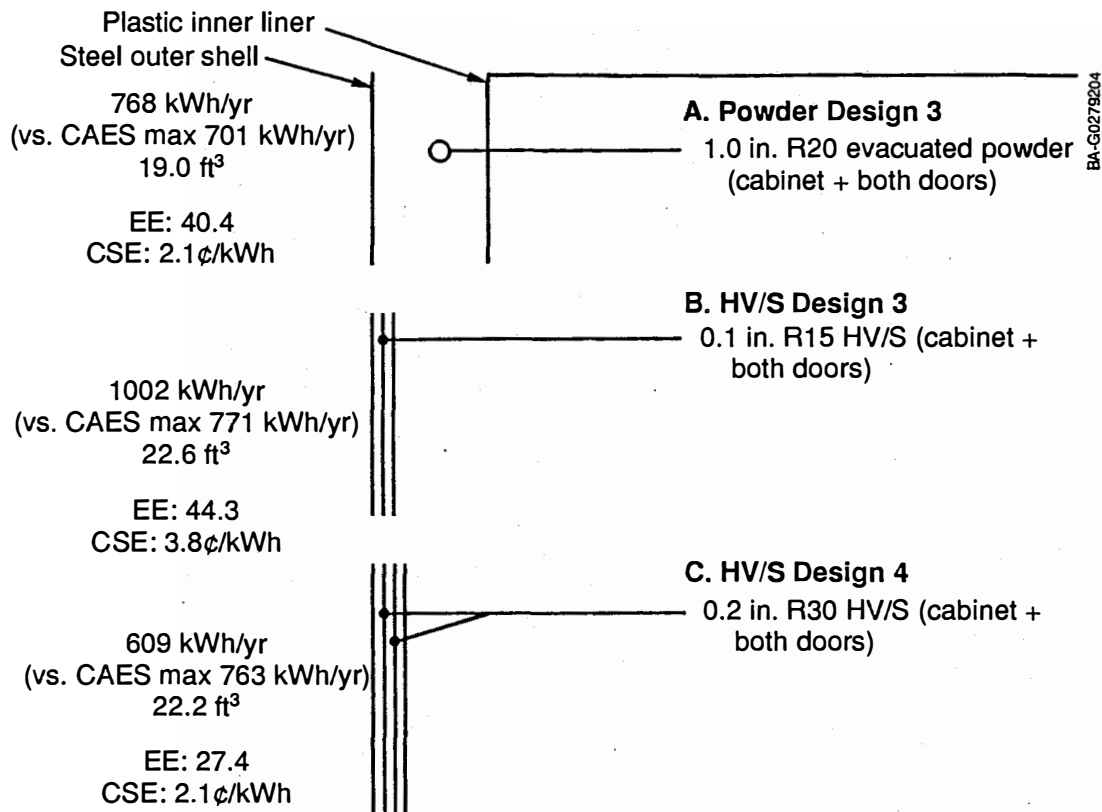 Plastic inner liner
Steel outer shell
768 kWh/yr
(vs. CAES max 701 kWh/yr)
19.0 ft³
EE: 40.4
CSE: 2.1¢/kWh
A. Powder Design 3
1.0 in. R20 evacuated powder
(cabinet + both doors)
BA-G0279204
B. HV/S Design 3
0.1 in. R15 HV/S (cabinet +
both doors)
1002 kWh/yr
(vs. CAES max 771 kWh/yr)
22.6 ft³
EE: 44.3
CSE: 3.8¢/kWh
C. HV/S Design 4
0.2 in. R30 HV/S (cabinet +
both doors)
609 kWh/yr
(vs. CAES max 763 kWh/yr)
22.2 ft³
EE: 27.4
CSE: 2.1¢/kWh